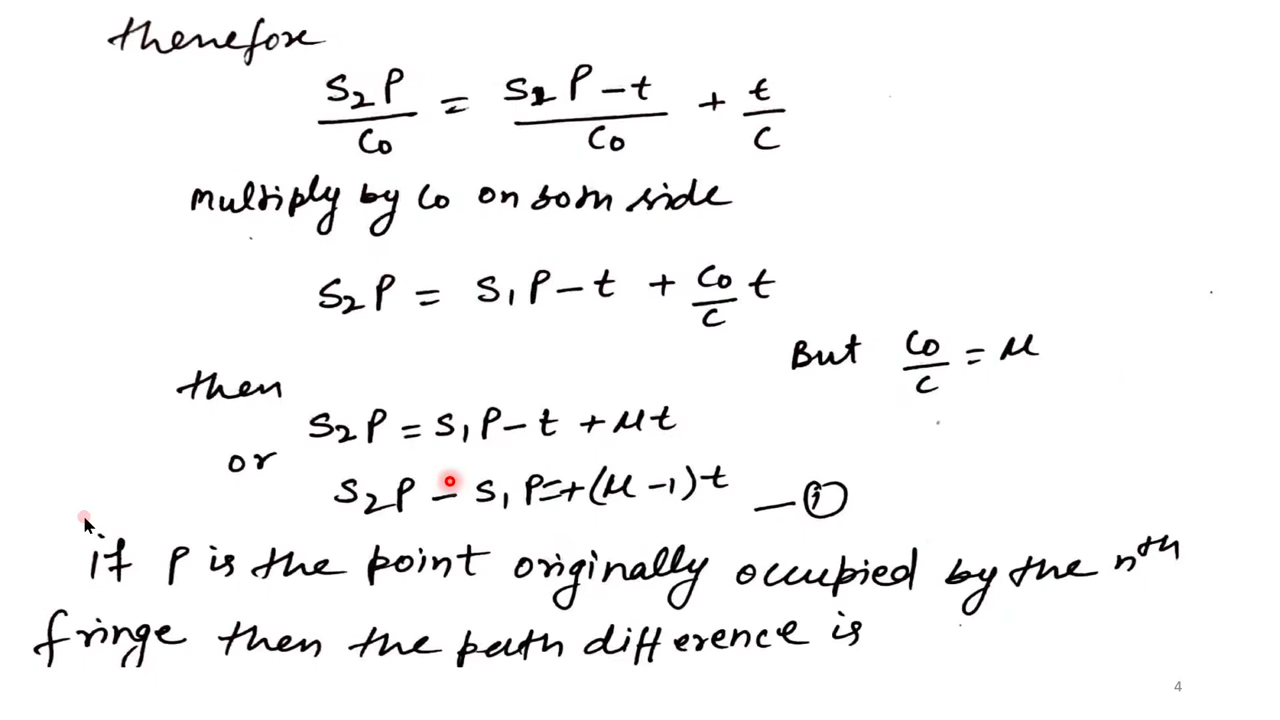 therefore
S₂P/C₀ = S₂P - t/C₀ + t/C
multiply by C₀ on both side
S₂P = S₁P - t + C₀/C t
But C₀/C = μ
then
S₂P = S₁P - t + μt
or
S₂P - S₁P = +(μ - 1)t — ①
if P is the point originally occupied by the nth
fringe then the path difference is
4